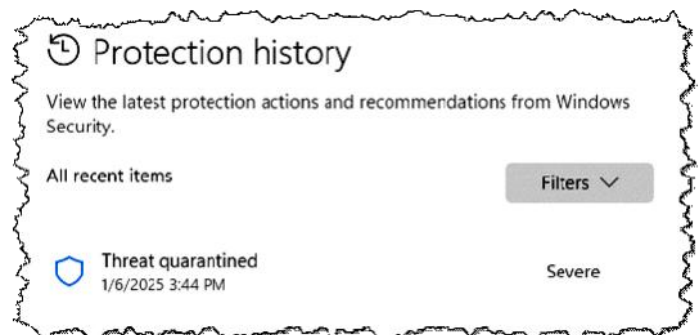 Protection history
View the latest protection actions and recommendations from Windows
Security.
All recent items
Filters
Threat quarantined
Severe
1/6/2025 3:44 PM